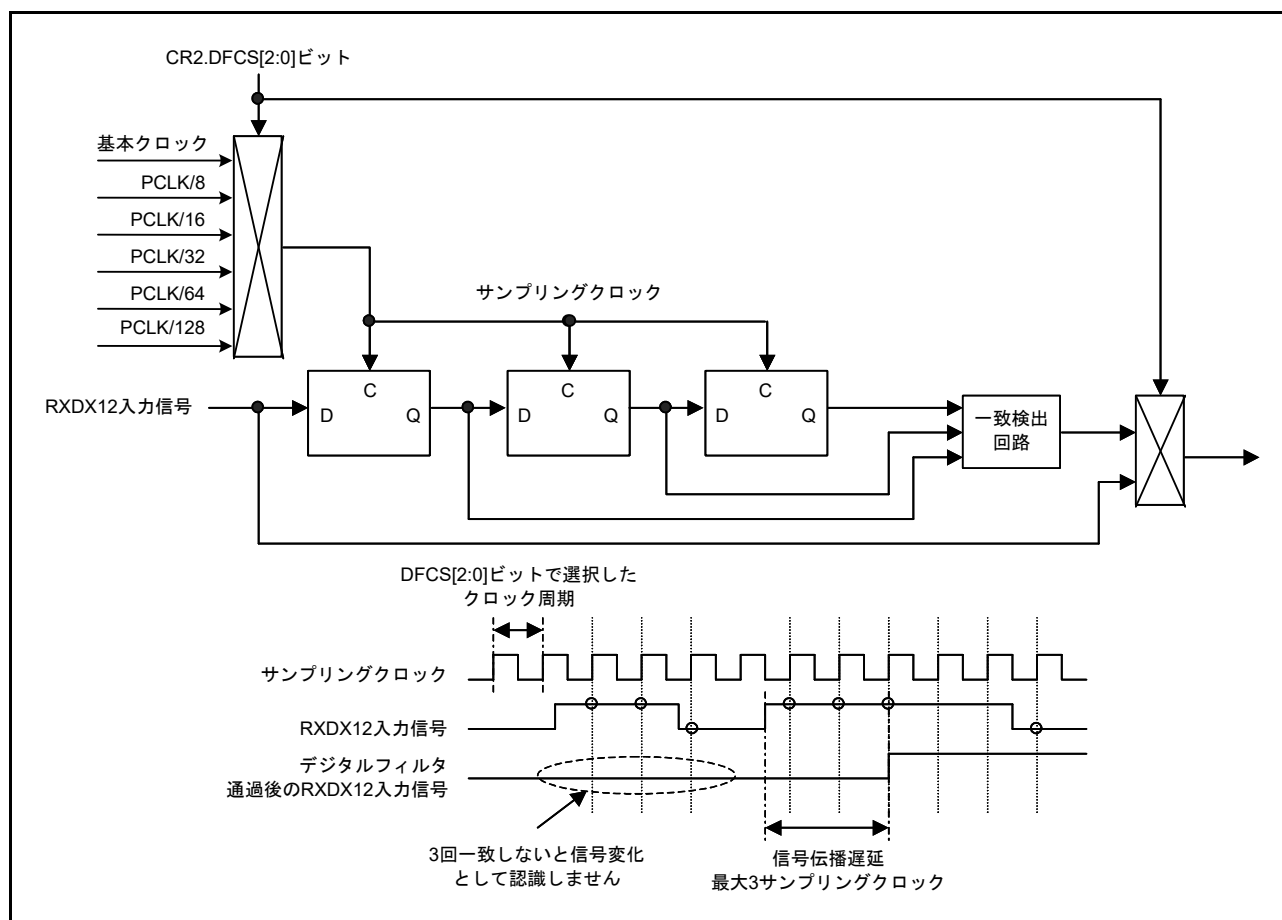 CR2.DFCS[2:0]ビット
基本クロック
PCLK/8
PCLK/16
PCLK/32
PCLK/64
PCLK/128
サンプリングクロック
RXDX12入力信号
C
D
Q
C
D
Q
C
D
Q
一致検出
回路
DFCS[2:0]ビットで選択した
クロック周期
サンプリングクロック
RXDX12入力信号
デジタルフィルタ
通過後のRXDX12入力信号
3回一致しないと信号変化
として認識しません
信号伝播遅延
最大3サンプリングクロック